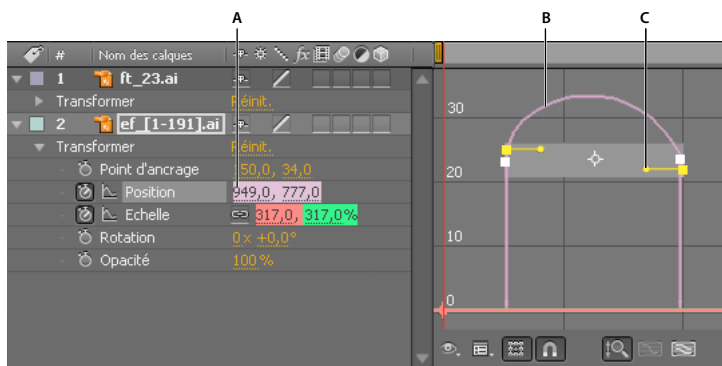 A B C
# Nom des calques fx
1 ft_23.ai
Transformer Réinit.
2 ef_[1-191].ai
Transformer Réinit.
Point d'ancrage 50,0, 34,0
Position 949,0, 777,0
Echelle 317,0, 317,0%
Rotation 0x +0,0°
Opacité 100%
30
20
10
0